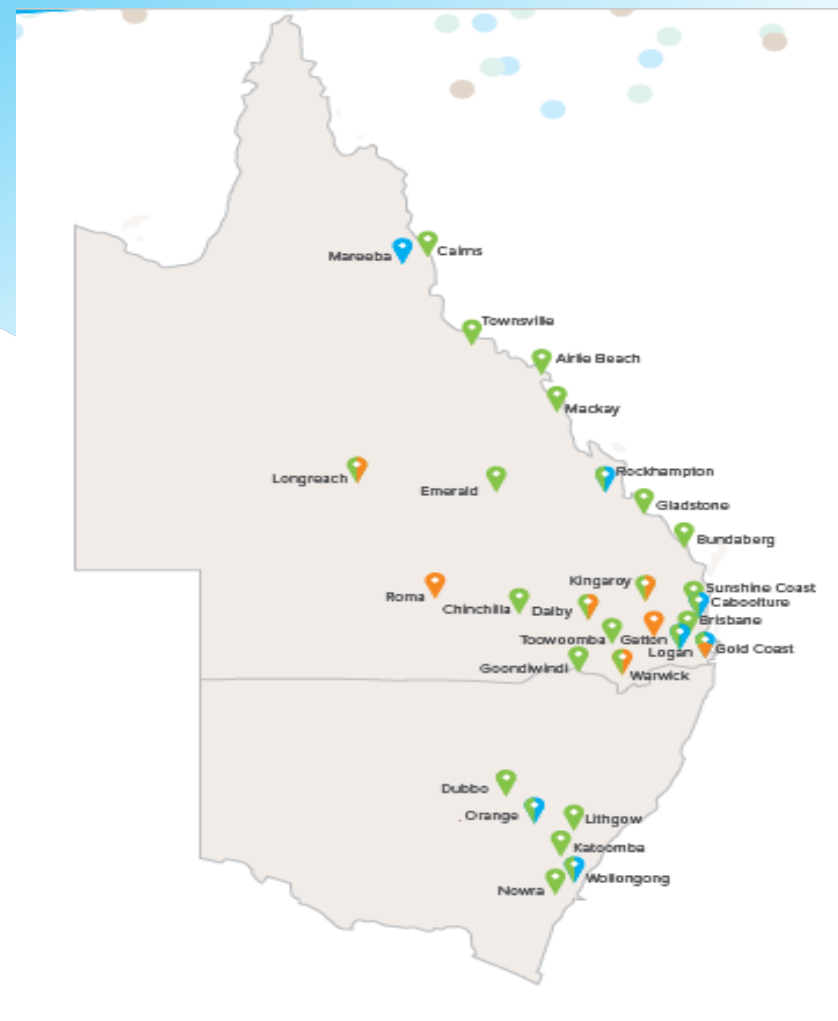 Cairns
Mareeba
Townsville
Airlie Beach
Mackay
Rockhampton
Longreach
Emerald
Gladstone
Bundaberg
Kingaroy
Sunshine Coast
Roma
Caboolture
Chinchilla
Dalby
Brisbane
Toowoomba
Gatton
Logan
Gold Coast
Goondiwindi
Warwick
Dubbo
. Orange
Lithgow
Katoomba
Wollongong
Nowra